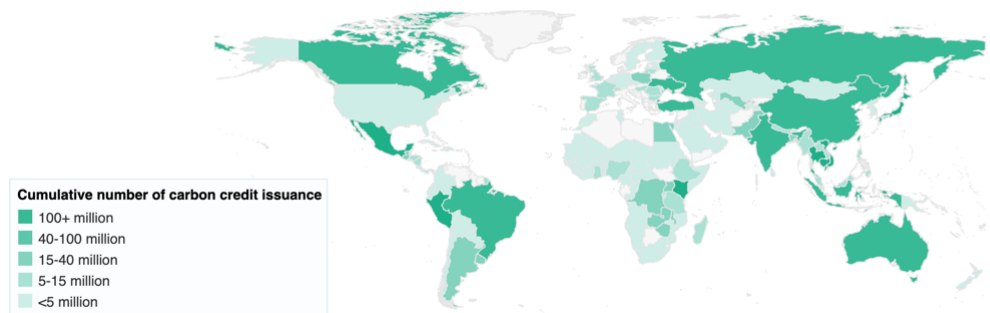 Cumulative number of carbon credit issuance
100+ million
40-100 million
15-40 million
5-15 million
<5 million